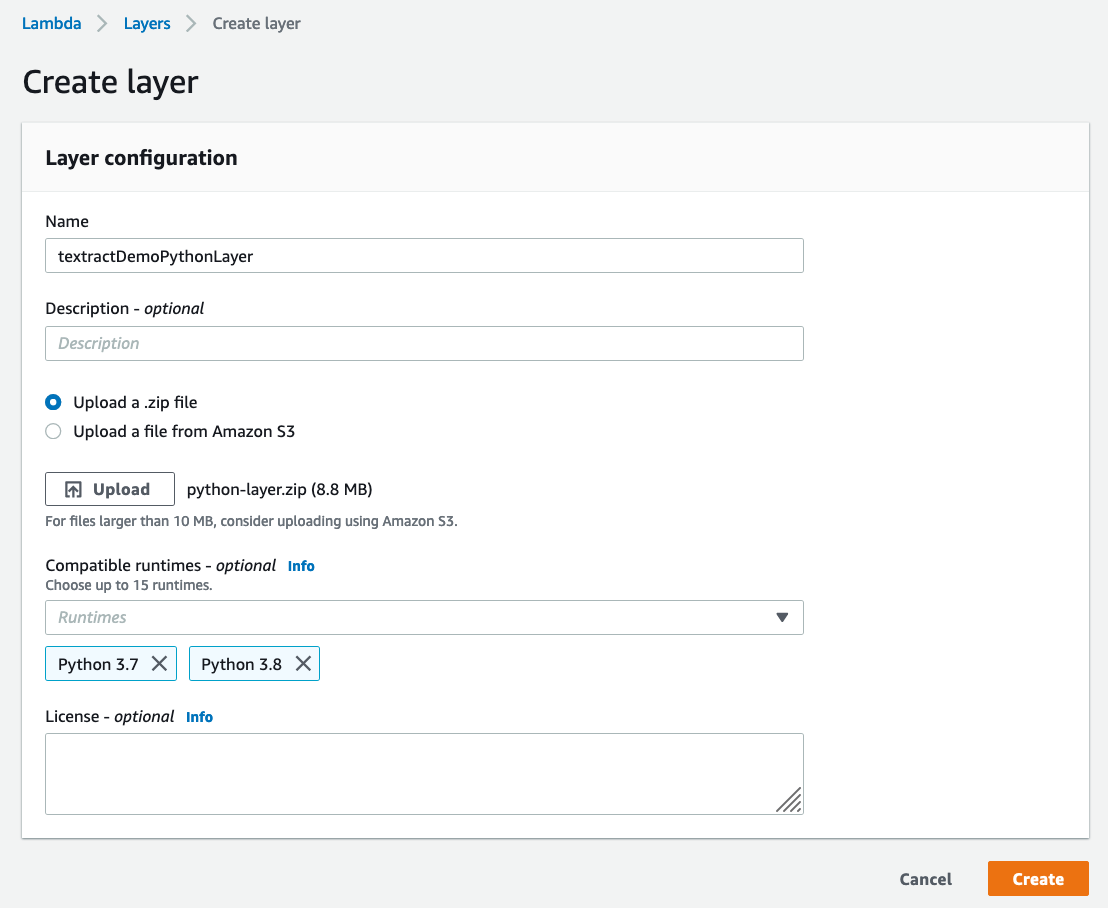 Lambda > Layers > Create layer
Create layer
Layer configuration
Name
textractDemoPythonLayer
Description - optional
Description
Upload a .zip file
Upload a file from Amazon S3
Upload python-layer.zip (8.8 MB)
For files larger than 10 MB, consider uploading using Amazon S3.
Compatible runtimes - optional Info
Choose up to 15 runtimes.
Runtimes
Python 3.7 Python 3.8
License - optional Info
Cancel Create